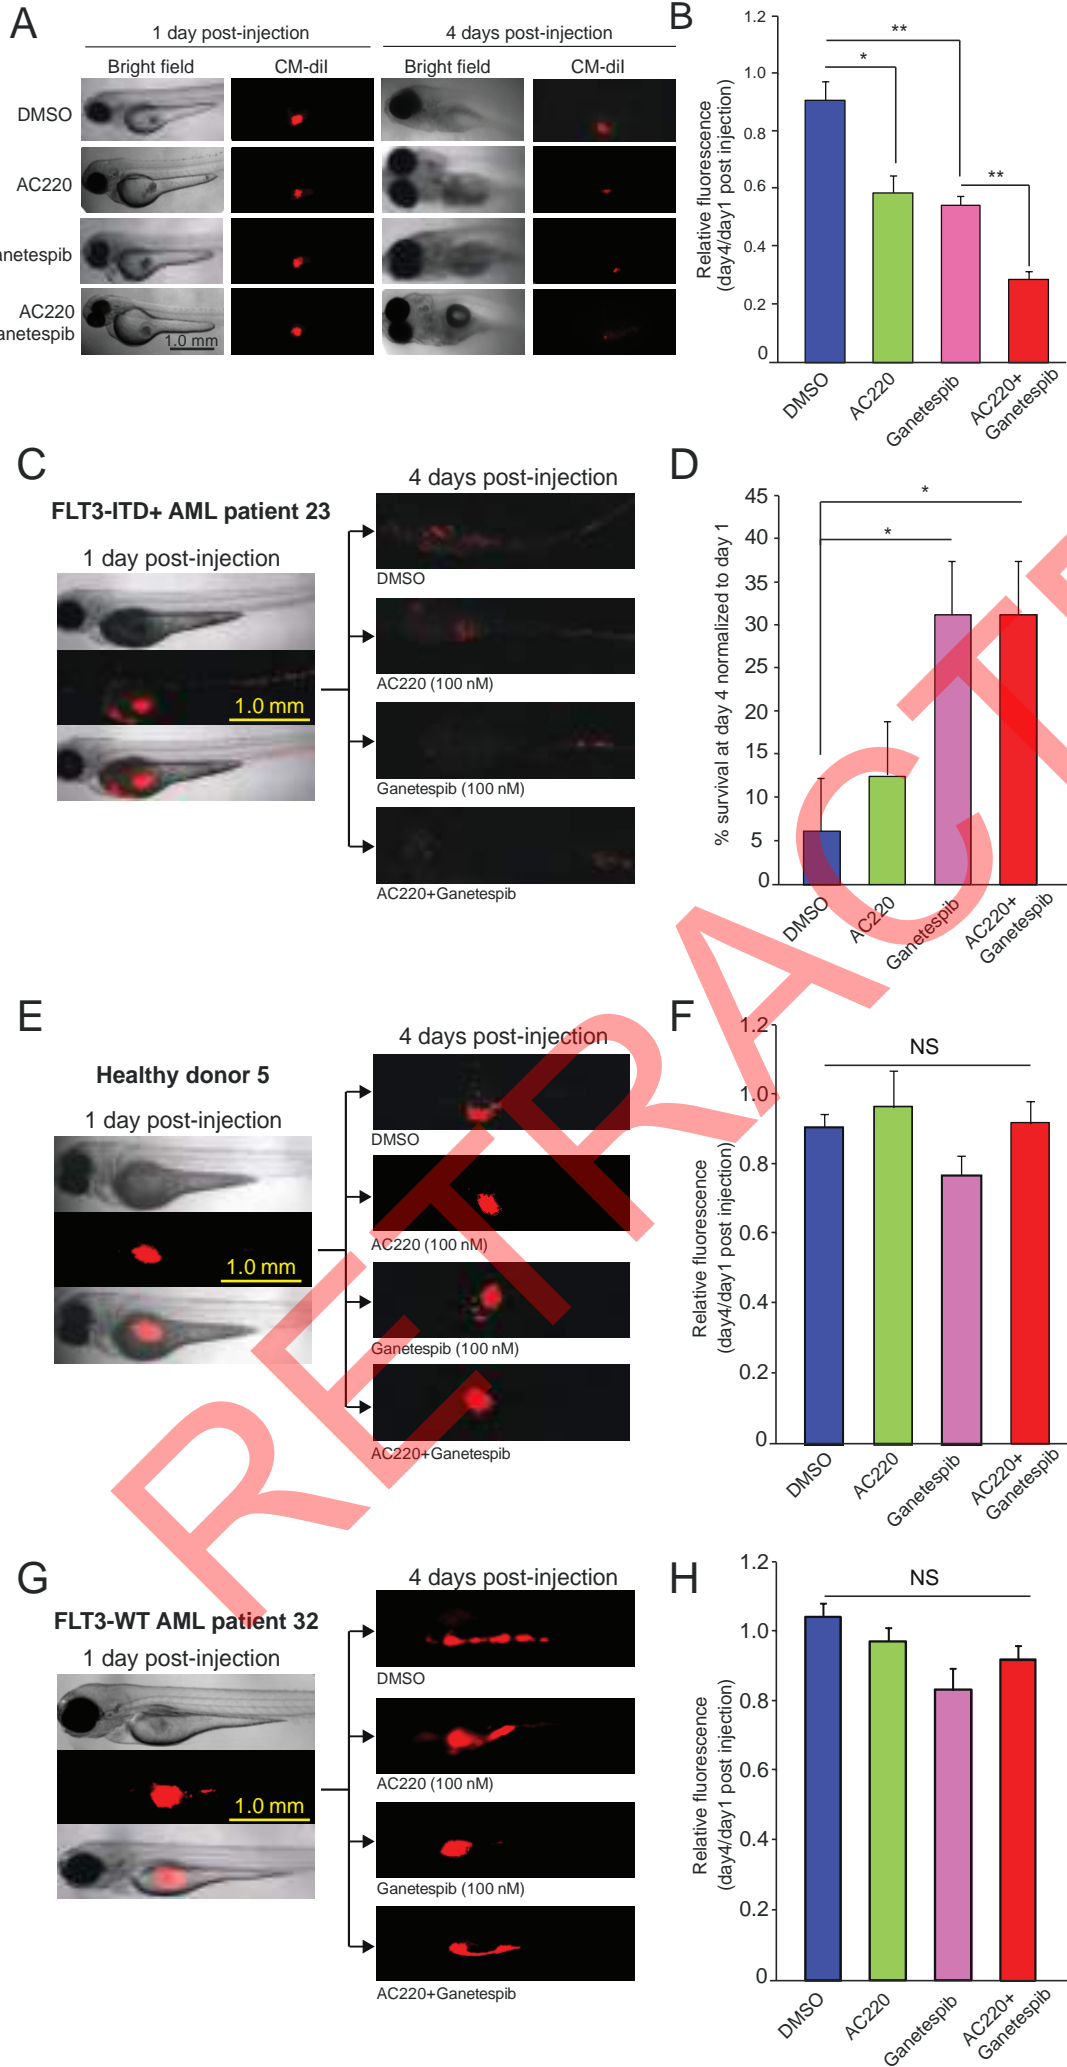 A
1 day post-injection
4 days post-injection
Bright field
CM-diI
Bright field
CM-diI
DMSO
AC220
anetespib
AC220
anetespib
1.0 mm
B
Relative fluorescence
(day4/day1 post injection)
1.2
1.0
0.8
0.6
0.4
0.2
0
**
*
**
DMSO
AC220
Ganetespib
AC220+
Ganetespib
C
FLT3-ITD+ AML patient 23
1 day post-injection
1.0 mm
4 days post-injection
DMSO
AC220 (100 nM)
Ganetespib (100 nM)
AC220+Ganetespib
D
% survival at day 4 normalized to day 1
45
40
35
30
25
20
15
10
5
0
*
*
DMSO
AC220
Ganetespib
AC220+
Ganetespib
E
Healthy donor 5
1 day post-injection
1.0 mm
4 days post-injection
DMSO
AC220 (100 nM)
Ganetespib (100 nM)
AC220+Ganetespib
F
Relative fluorescence
(day4/day1 post injection)
1.2
1.0
0.8
0.6
0.4
0.2
0
NS
DMSO
AC220
Ganetespib
AC220+
Ganetespib
G
FLT3-WT AML patient 32
1 day post-injection
1.0 mm
4 days post-injection
DMSO
AC220 (100 nM)
Ganetespib (100 nM)
AC220+Ganetespib
H
Relative fluorescence
(day4/day1 post injection)
1.2
1.0
0.8
0.6
0.4
0.2
0
NS
DMSO
AC220
Ganetespib
AC220+
Ganetespib
RETRACTE